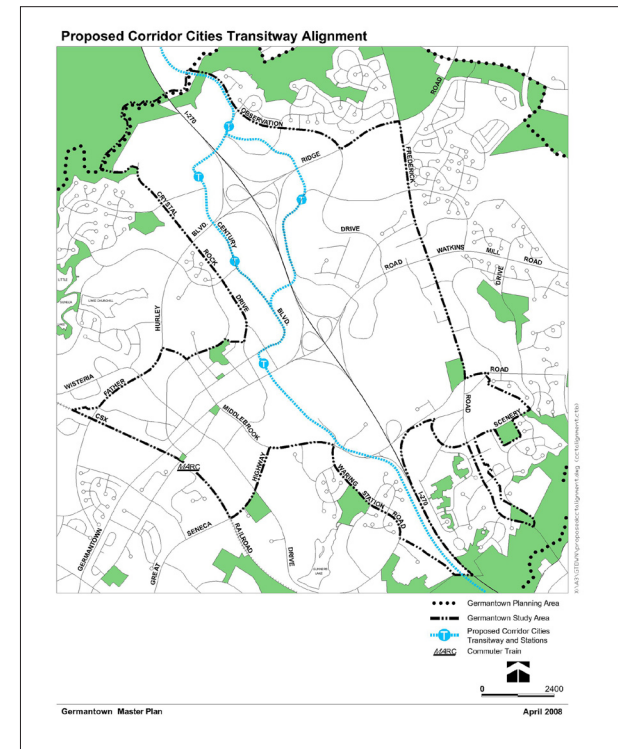 Proposed Corridor Cities Transitway Alignment
ROAD
I-270
OBSERVATION
T
RIDGE
FREDERICK
T
T
CRYSTAL
BLVD.
CENTURY
DRIVE
WATKINS
MILL
ROAD
ROAD
DRIVE
ROCK
T
LAKE CHURCHILL
HURLEY
DRIVE
BLVD.
T
WISTERIA
FATHER
ROAD
CSX
MIDDLEBROOK
ROAD
SCENERY
MARC
HIGHWAY
WARING
STATION
ROAD
I-270
SENECA
RAILROAD
DRIVE
GERMANTOWN
GREAT
Germantown Planning Area
Germantown Study Area
T
Proposed Corridor Cities
Transitway and Stations
MARC
Commuter Train
0 2400
Germantown Master Plan
April 2008